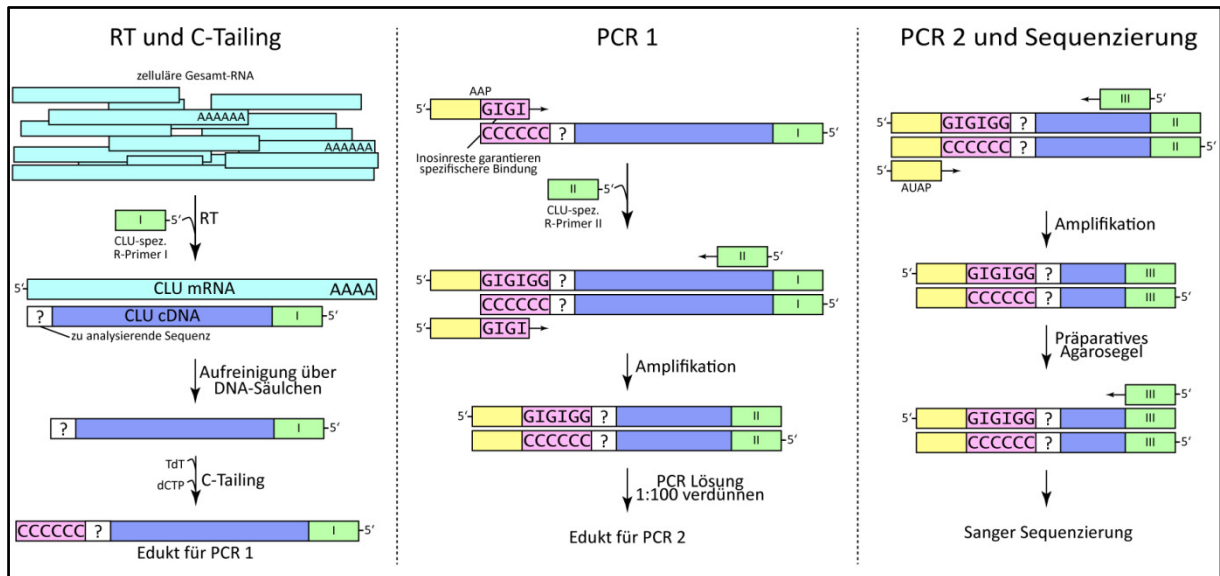 RT und C-Tailing
zelluläre Gesamt-RNA
AAAAAA
AAAAAA
I
5′
RT
CLU-spez.
R-Primer I
5′
CLU mRNA
AAAA
?
CLU cDNA
I
5′
zu analysierende Sequenz
Aufreinigung über
DNA-Säulchen
?
I
5′
TdT
dCTP
C-Tailing
CCCCCC
?
I
5′
Edukt für PCR 1
PCR 1
AAP
5′
GIGI
CCCCCC
?
I
5′
Inosinreste garantieren
spezifischere Bindung
II
5′
CLU-spez.
R-Primer II
II
5′
5′
GIGIGG
?
I
CCCCCC
?
I
5′
5′
GIGI
Amplifikation
5′
GIGIGG
?
II
CCCCCC
?
II
5′
PCR Lösung
1:100 verdünnen
Edukt für PCR 2
PCR 2 und Sequenzierung
III
5′
5′
GIGIGG
?
II
CCCCCC
?
II
5′
5′
AUAP
Amplifikation
5′
GIGIGG
?
III
CCCCCC
?
III
5′
Präparatives
Agarosegel
III
5′
5′
GIGIGG
?
III
CCCCCC
?
III
5′
Sanger Sequenzierung